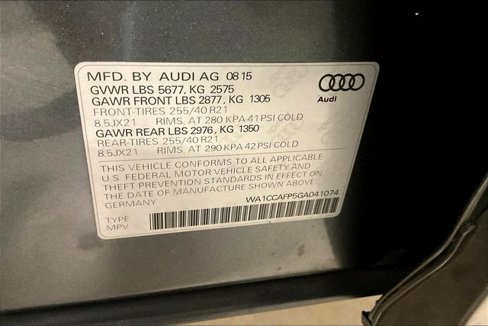 MFD. BY AUDI AG 08 15
GVWR LBS 5677, KG 2575
GAWR FRONT LBS 2877, KG 1305
FRONT-TIRES 255/40 R21
8.5JX21 RIMS, AT 280 KPA 41 PSI COLD
GAWR REAR LBS 2976, KG 1350
REAR-TIRES 255/40 R21
8.5JX21 RIMS, AT 290 KPA 42 PSI COLD
THIS VEHICLE CONFORMS TO ALL APPLICABLE
U.S. FEDERAL MOTOR VEHICLE SAFETY AND
THEFT PREVENTION STANDARDS IN EFFECT ON
THE DATE OF MANUFACTURE SHOWN ABOVE.
GERMANY
WA1CCAFP5GA041074
TYPE
MPV
Audi